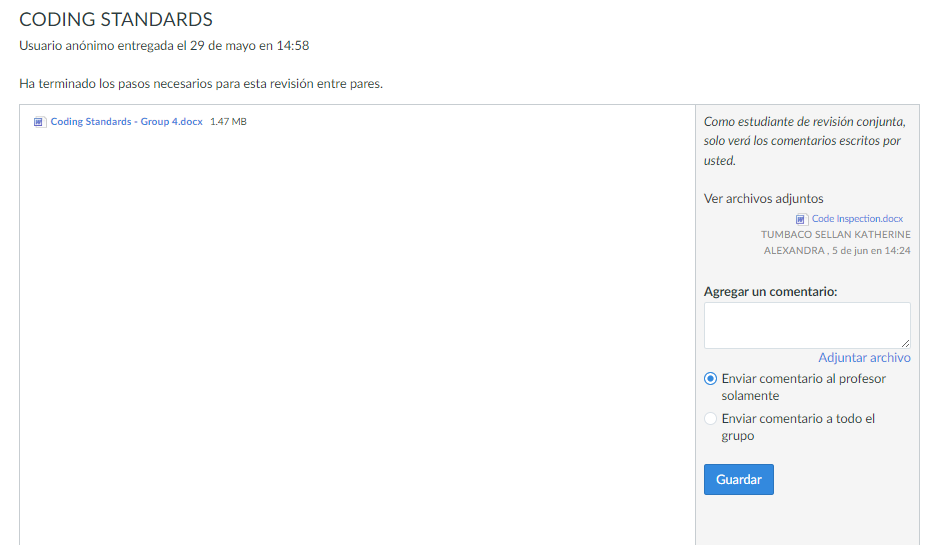 CODING STANDARDS
Usuario anónimo entregada el 29 de mayo en 14:58
Ha terminado los pasos necesarios para esta revisión entre pares.
Coding Standards - Group 4.docx 1.47 MB
Como estudiante de revisión conjunta,
solo verá los comentarios escritos por
usted.
Ver archivos adjuntos
Code Inspection.docx
TUMBACO SELLAN KATHERINE
ALEXANDRA , 5 de jun en 14:24
Agregar un comentario:
Adjuntar archivo
Enviar comentario al profesor
solamente
Enviar comentario a todo el
grupo
Guardar